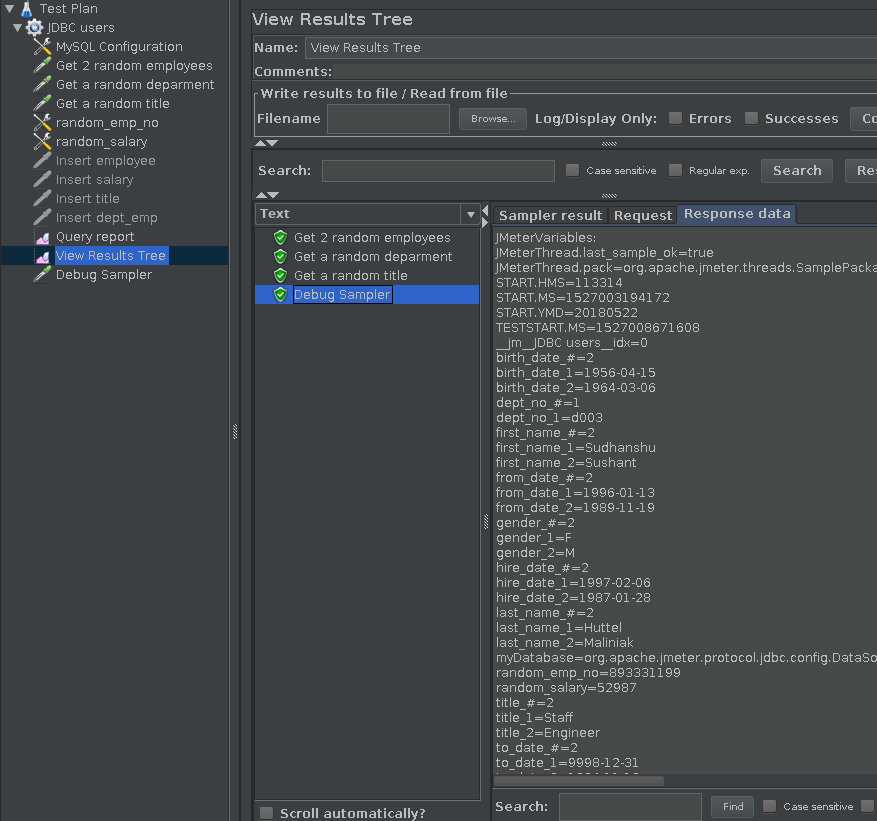 Test Plan
JDBC users
MySQL Configuration
Get 2 random employees
Get a random deparment
Get a random title
random_emp_no
random_salary
Insert employee
Insert salary
Insert title
Insert dept_emp
Query report
View Results Tree
Debug Sampler
View Results Tree
Name: View Results Tree
Comments:
Write results to file / Read from file
Filename Browse... Log/Display Only: Errors Successes Co
Search: Case sensitive Regular exp. Search Res
Text
Get 2 random employees
Get a random deparment
Get a random title
Debug Sampler
Scroll automatically?
Sampler result Request Response data
JMeterVariables:
JMeterThread.last_sample_ok=true
JMeterThread.pack=org.apache.jmeter.threads.SamplePacka
START.HMS=113314
START.MS=1527003194172
START.YMD=20180522
TESTSTART.MS=1527008671608
__jm__JDBC users__idx=0
birth_date_#=2
birth_date_1=1956-04-15
birth_date_2=1964-03-06
dept_no_#=1
dept_no_1=d003
first_name_#=2
first_name_1=Sudhanshu
first_name_2=Sushant
from_date_#=2
from_date_1=1996-01-13
from_date_2=1989-11-19
gender_#=2
gender_1=F
gender_2=M
hire_date_#=2
hire_date_1=1997-02-06
hire_date_2=1987-01-28
last_name_#=2
last_name_1=Huttel
last_name_2=Maliniak
myDatabase=org.apache.jmeter.protocol.jdbc.config.DataSo
random_emp_no=893331199
random_salary=52987
title_#=2
title_1=Staff
title_2=Engineer
to_date_#=2
to_date_1=9998-12-31
Search: Find Case sensitive